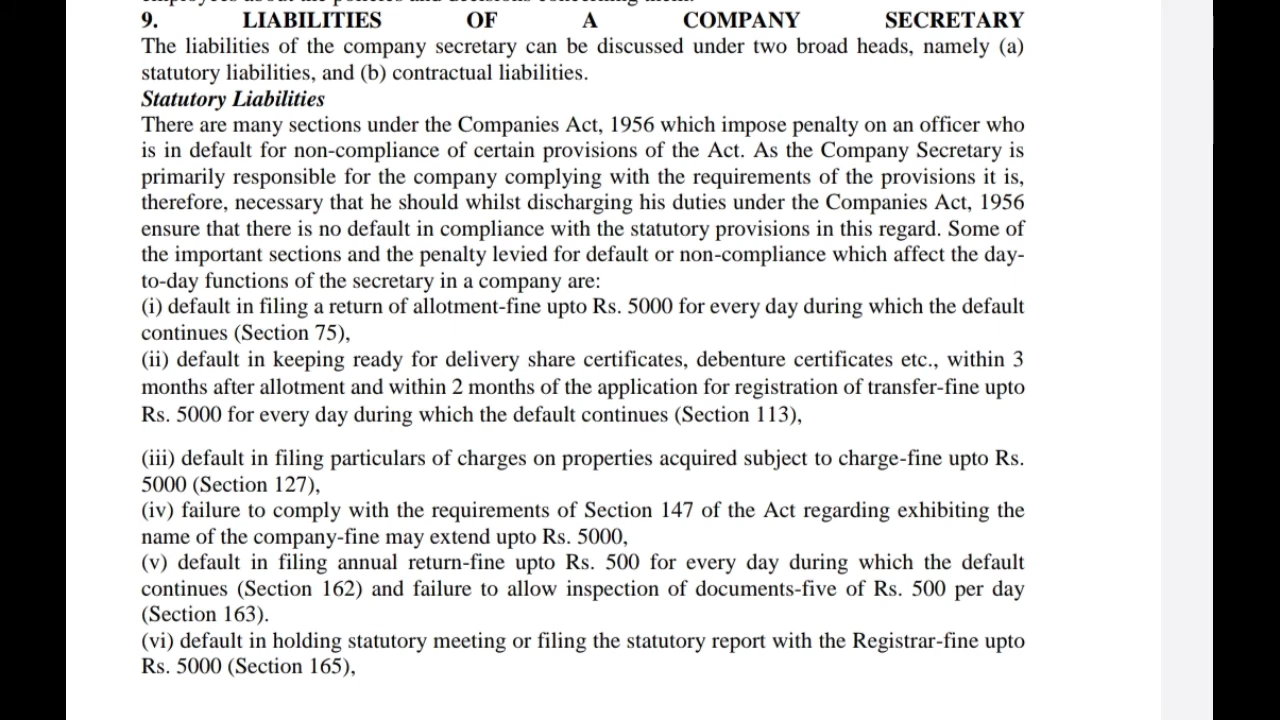 employees about the policies and decisions concerning them.
9. LIABILITIES OF A COMPANY SECRETARY
The liabilities of the company secretary can be discussed under two broad heads, namely (a)
statutory liabilities, and (b) contractual liabilities.
Statutory Liabilities
There are many sections under the Companies Act, 1956 which impose penalty on an officer who
is in default for non-compliance of certain provisions of the Act. As the Company Secretary is
primarily responsible for the company complying with the requirements of the provisions it is,
therefore, necessary that he should whilst discharging his duties under the Companies Act, 1956
ensure that there is no default in compliance with the statutory provisions in this regard. Some of
the important sections and the penalty levied for default or non-compliance which affect the day-
to-day functions of the secretary in a company are:
(i) default in filing a return of allotment-fine upto Rs. 5000 for every day during which the default
continues (Section 75),
(ii) default in keeping ready for delivery share certificates, debenture certificates etc., within 3
months after allotment and within 2 months of the application for registration of transfer-fine upto
Rs. 5000 for every day during which the default continues (Section 113),
(iii) default in filing particulars of charges on properties acquired subject to charge-fine upto Rs.
5000 (Section 127),
(iv) failure to comply with the requirements of Section 147 of the Act regarding exhibiting the
name of the company-fine may extend upto Rs. 5000,
(v) default in filing annual return-fine upto Rs. 500 for every day during which the default
continues (Section 162) and failure to allow inspection of documents-five of Rs. 500 per day
(Section 163).
(vi) default in holding statutory meeting or filing the statutory report with the Registrar-fine upto
Rs. 5000 (Section 165),